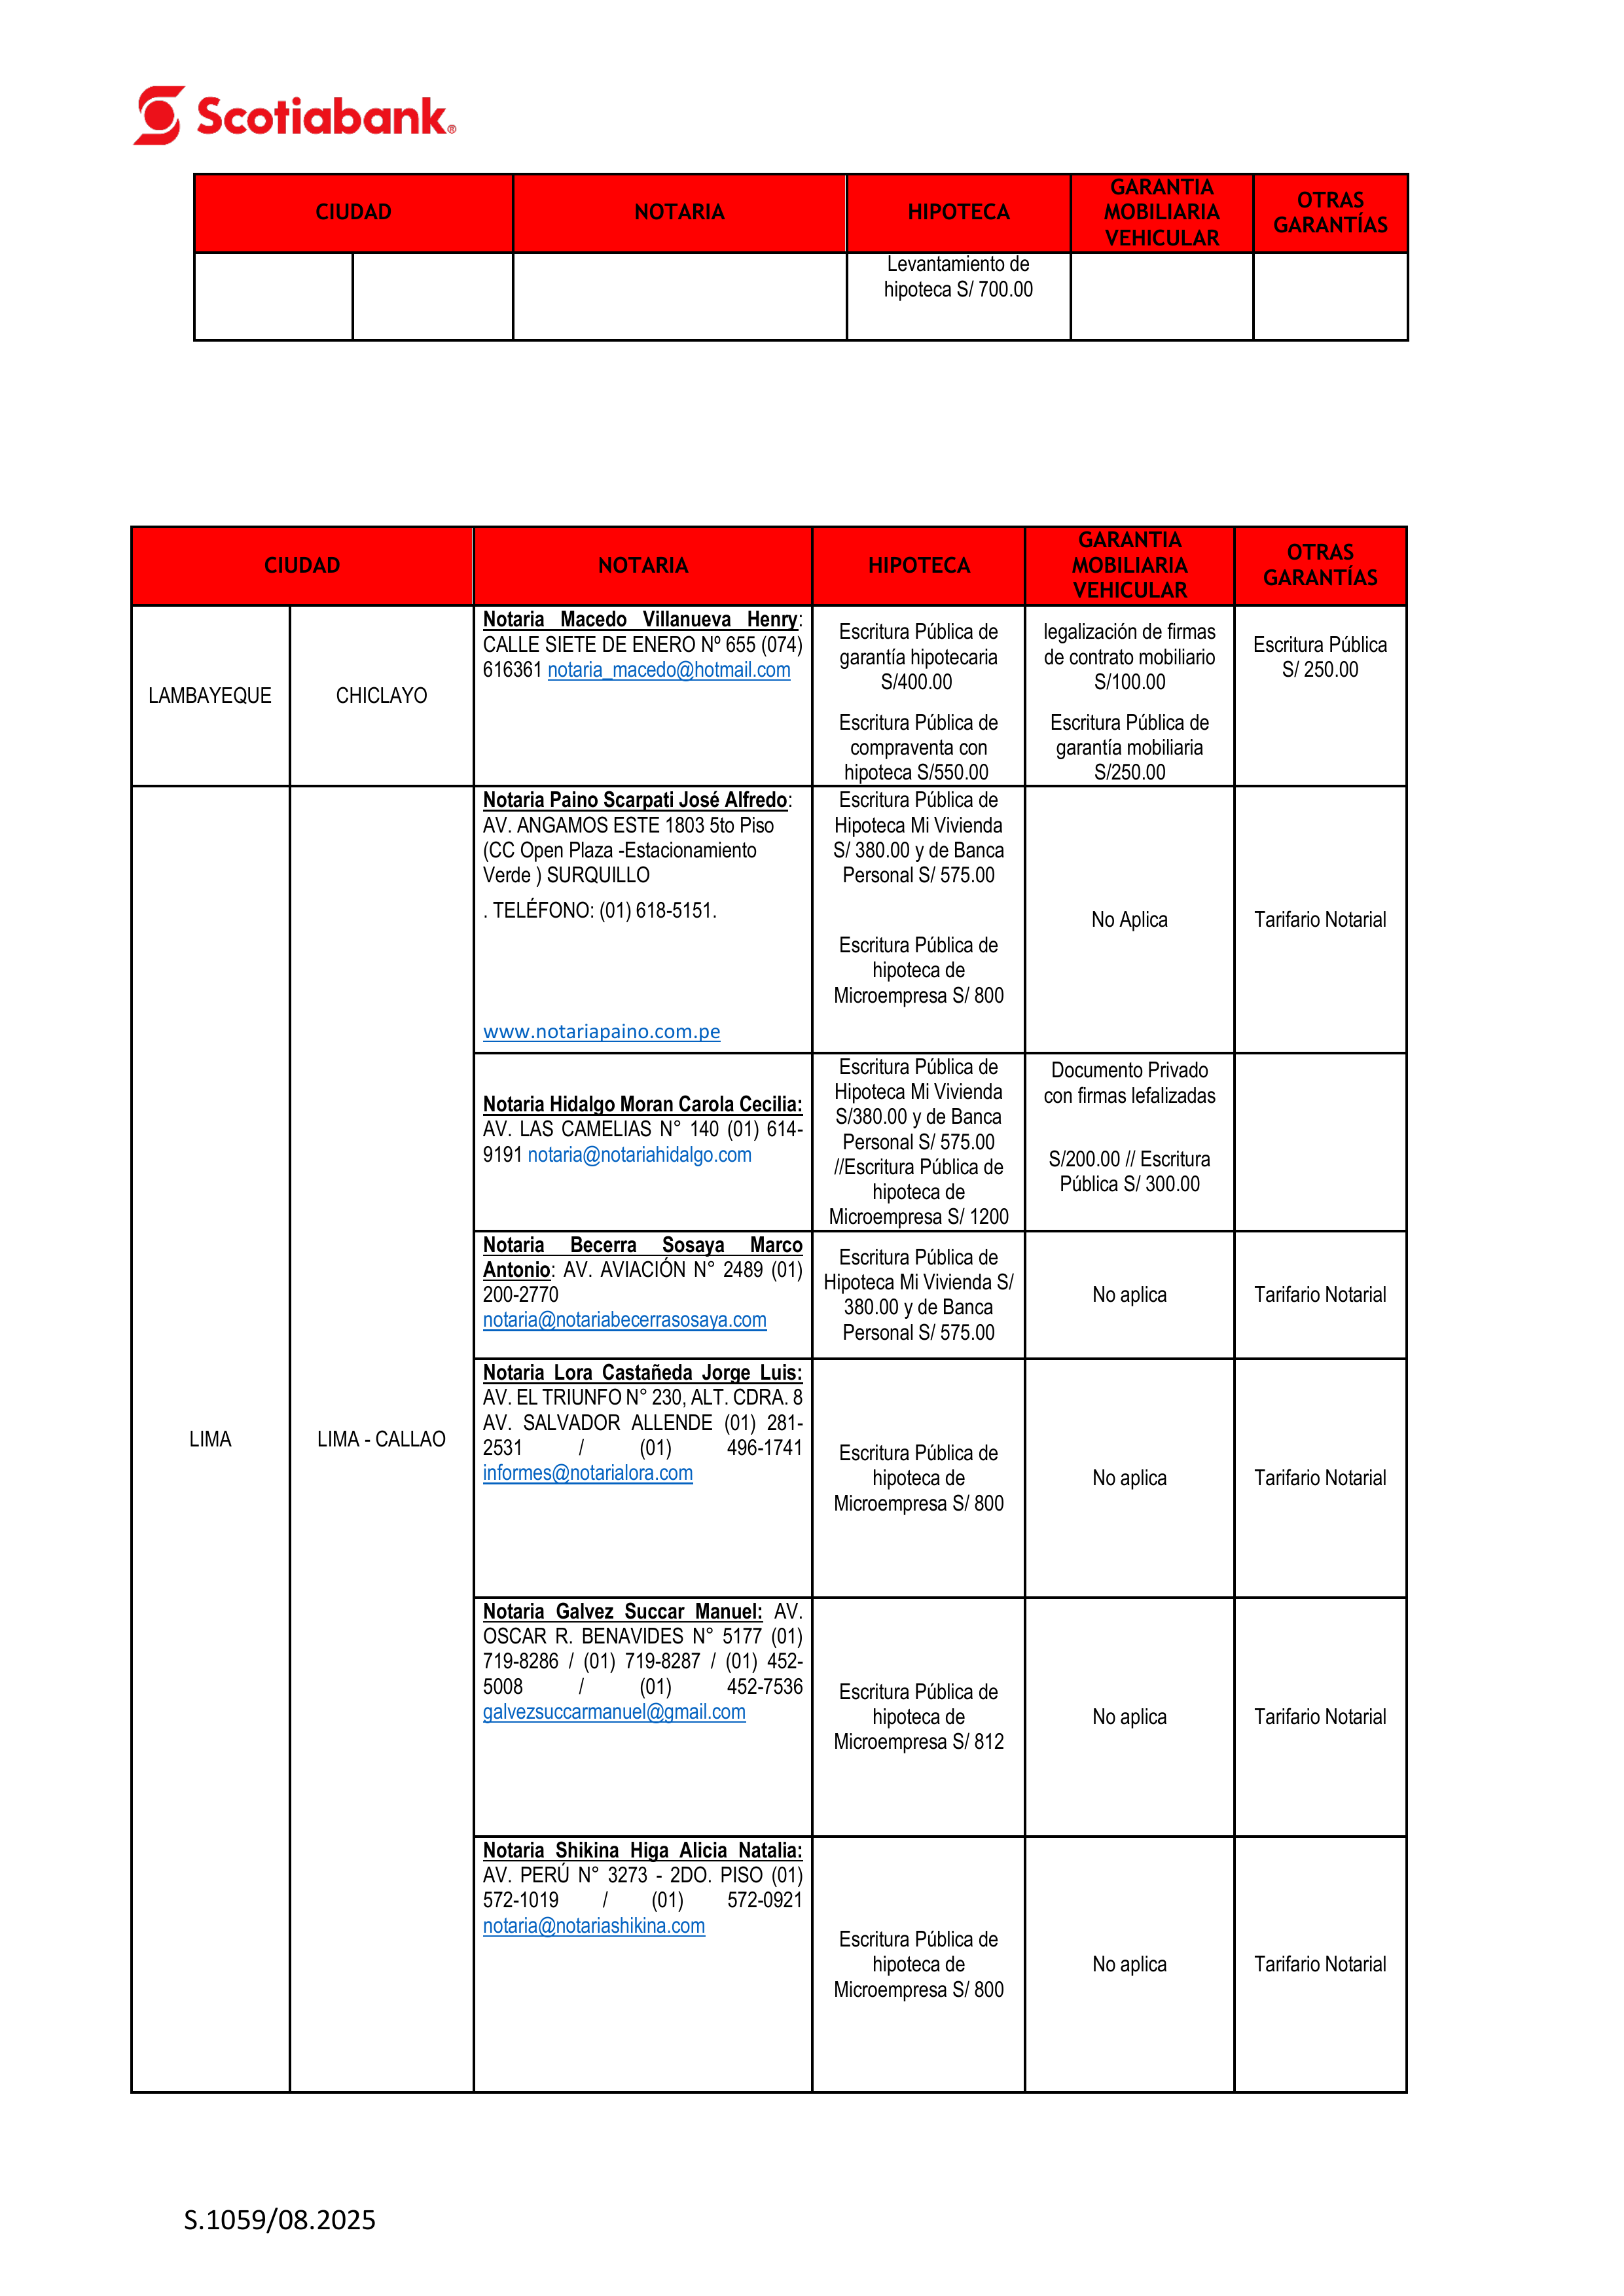 Scotiabank®
CIUDAD
NOTARIA
HIPOTECA
GARANTIA
MOBILIARIA
VEHICULAR
OTRAS
GARANTÍAS
Levantamiento de
hipoteca S/ 700.00
CIUDAD
NOTARIA
HIPOTECA
GARANTIA
MOBILIARIA
VEHICULAR
OTRAS
GARANTÍAS
LAMBAYEQUE
CHICLAYO
Notaria Macedo Villanueva Henry:
CALLE SIETE DE ENERO Nº 655 (074)
616361 notaria_macedo@hotmail.com
Escritura Pública de
garantía hipotecaria
S/400.00
Escritura Pública de
compraventa con
hipoteca S/550.00
legalización de firmas
de contrato mobiliario
S/100.00
Escritura Pública de
garantía mobiliaria
S/250.00
Escritura Pública
S/ 250.00
LIMA
LIMA - CALLAO
Notaria Paino Scarpati José Alfredo:
AV. ANGAMOS ESTE 1803 5to Piso
(CC Open Plaza -Estacionamiento
Verde ) SURQUILLO
. TELÉFONO: (01) 618-5151.
www.notariapaino.com.pe
Escritura Pública de
Hipoteca Mi Vivienda
S/ 380.00 y de Banca
Personal S/ 575.00
Escritura Pública de
hipoteca de
Microempresa S/ 800
No Aplica
Tarifario Notarial
Notaria Hidalgo Moran Carola Cecilia:
AV. LAS CAMELIAS N° 140 (01) 614-
9191 notaria@notariahidalgo.com
Escritura Pública de
Hipoteca Mi Vivienda
S/380.00 y de Banca
Personal S/ 575.00
//Escritura Pública de
hipoteca de
Microempresa S/ 1200
Documento Privado
con firmas lefalizadas
S/200.00 // Escritura
Pública S/ 300.00
Notaria Becerra Sosaya Marco
Antonio: AV. AVIACIÓN N° 2489 (01)
200-2770
notaria@notariabecerrasosaya.com
Escritura Pública de
Hipoteca Mi Vivienda S/
380.00 y de Banca
Personal S/ 575.00
No aplica
Tarifario Notarial
Notaria Lora Castañeda Jorge Luis:
AV. EL TRIUNFO N° 230, ALT. CDRA. 8
AV. SALVADOR ALLENDE (01) 281-
2531 / (01) 496-1741
informes@notarialora.com
Escritura Pública de
hipoteca de
Microempresa S/ 800
No aplica
Tarifario Notarial
Notaria Galvez Succar Manuel: AV.
OSCAR R. BENAVIDES N° 5177 (01)
719-8286 / (01) 719-8287 / (01) 452-
5008 / (01) 452-7536
galvezsuccarmanuel@gmail.com
Escritura Pública de
hipoteca de
Microempresa S/ 812
No aplica
Tarifario Notarial
Notaria Shikina Higa Alicia Natalia:
AV. PERÚ N° 3273 - 2DO. PISO (01)
572-1019 / (01) 572-0921
notaria@notariashikina.com
Escritura Pública de
hipoteca de
Microempresa S/ 800
No aplica
Tarifario Notarial
S.1059/08.2025